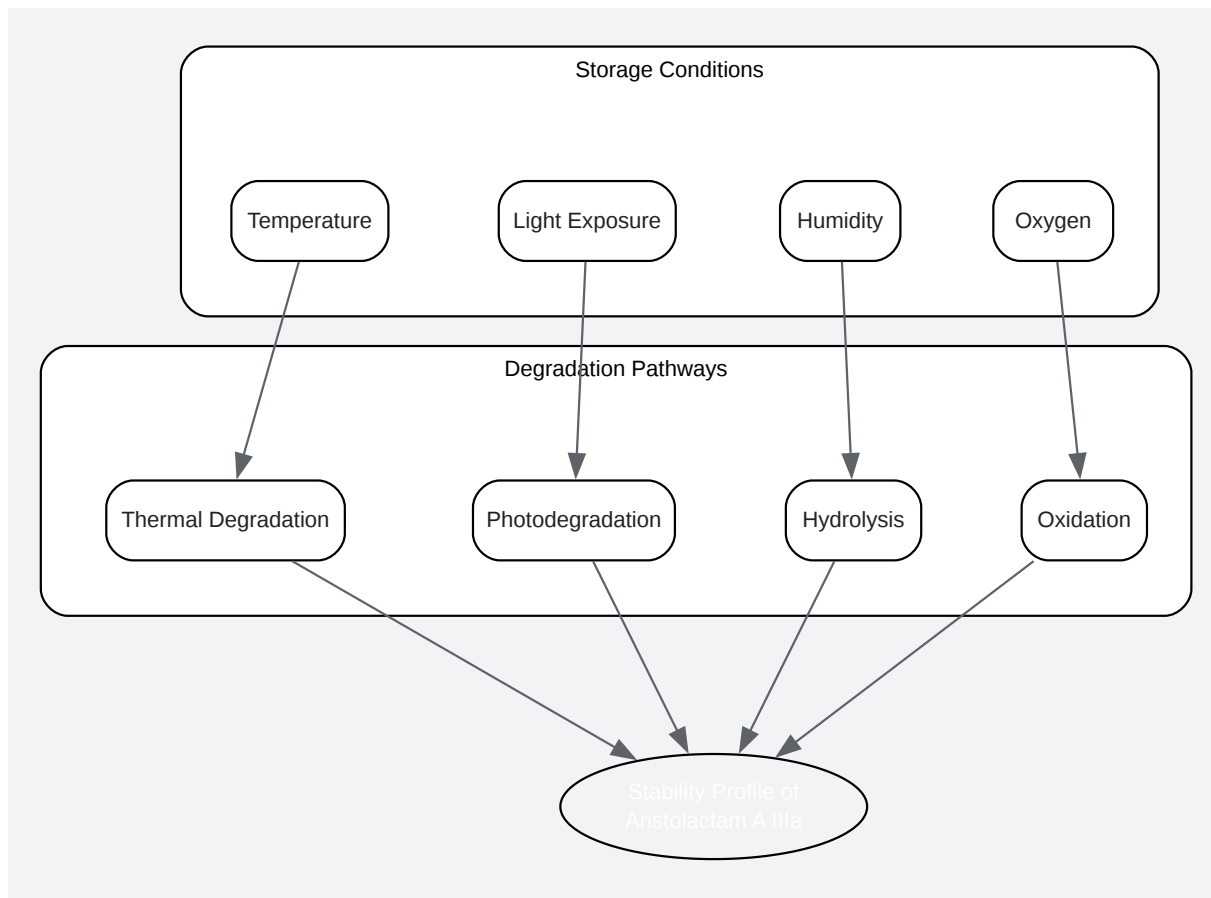 Storage Conditions
Temperature
Light Exposure
Humidity
Oxygen
Degradation Pathways
Thermal Degradation
Photodegradation
Hydrolysis
Oxidation
Stability Profile of
Aristolactam A IIIa